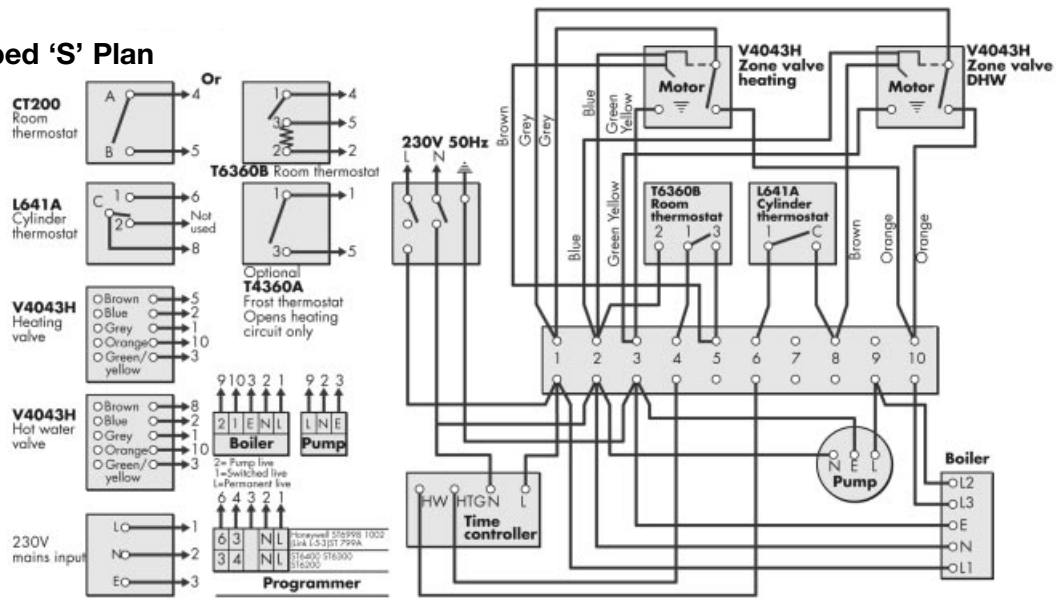 ped ‘S’ Plan
Or
CT200
Room
thermostat
A
B
4
5
1
3
2
4
5
2
T6360B Room thermostat
L641A
Cylinder
thermostat
C
1
2
6
Not
used
8
1
3
1
5
Optional
T4360A
Frost thermostat
Opens heating
circuit only
V4043H
Heating
valve
Brown 5
Blue 2
Grey 1
Orange 10
Green/
yellow 3
V4043H
Hot water
valve
Brown 8
Blue 2
Grey 1
Orange 10
Green/
yellow 3
9 10 3 2 1
2 1 E N L
Boiler
2= Pump live
1=Switched live
L=Permanent live
9 2 3
L N E
Pump
230V
mains input
L 1
N 2
E 3
6 4 3 2 1
6 3 N L
3 4 N L
Honeywell ST6998 1002
ST799A
ST6400 ST6300
ST6200
Programmer
230V 50Hz
L N
Brown
Grey
Grey
Blue
Green
Yellow
V4043H
Zone valve
heating
Motor
V4043H
Zone valve
DHW
Motor
Blue
Green Yellow
T6360B
Room
thermostat
2 1 3
L641A
Cylinder
thermostat
1 C
Brown
Orange
Orange
1 2 3 4 5 6 7 8 9 10
HW HTG N L
Time
controller
N E L
Pump
Boiler
L2
L3
E
N
L1